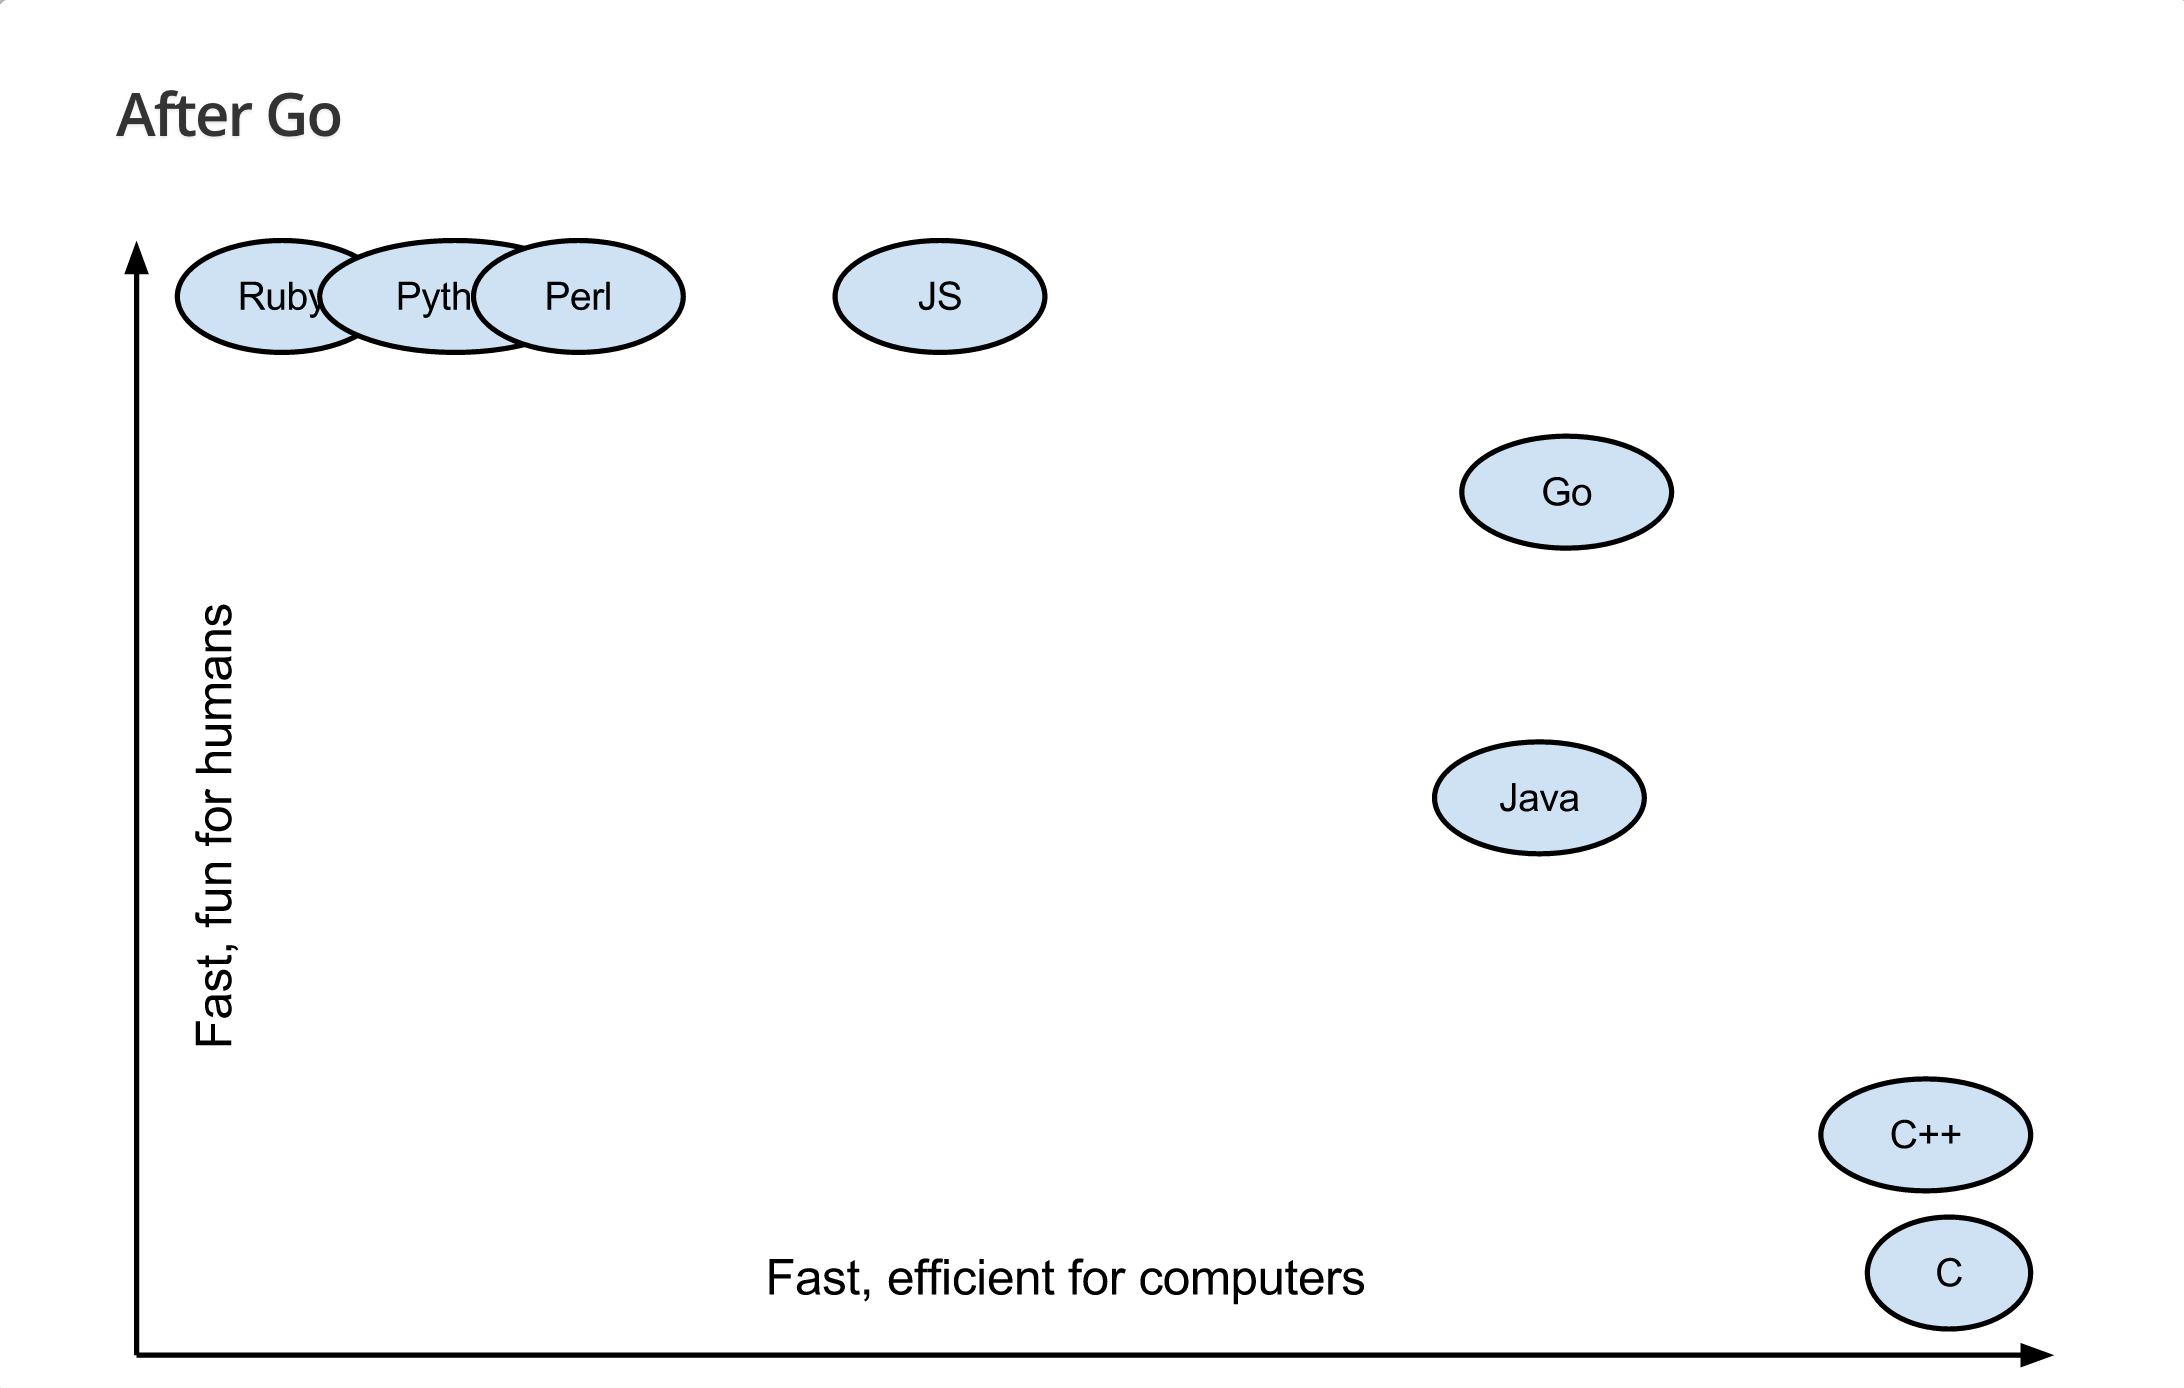 After Go
Ruby
Pyth
Perl
JS
Go
Fast, fun for humans
Java
C++
Fast, efficient for computers
C